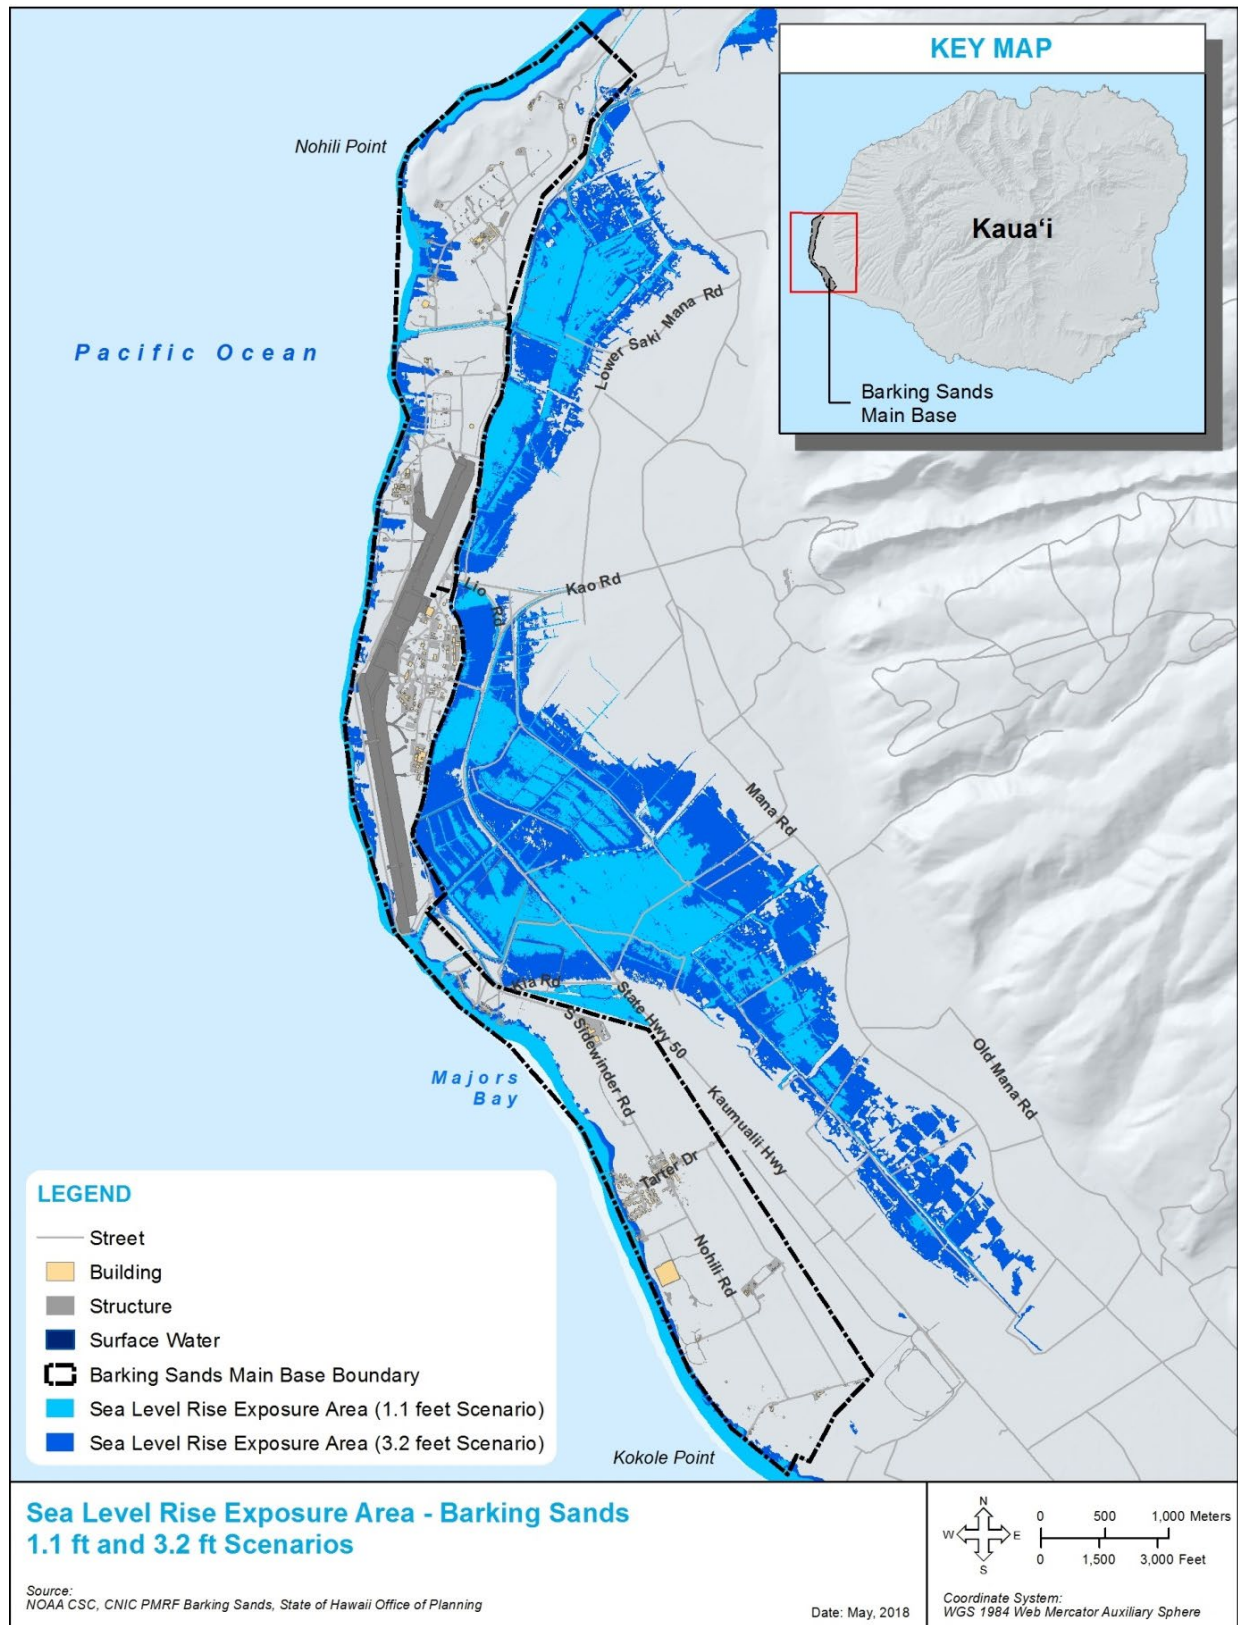 KEY MAP
Kauaʻi
Barking Sands
Main Base
Nohili Point
Pacific Ocean
Lower Saki Mana Rd
Lio Rd
Kao Rd
Mana Rd
Kia Rd
State Hwy 50
S Sidewinder Rd
Majors
Bay
Old Mana Rd
Kaumualii Hwy
Tarter Dr
Nohili Rd
Kokole Point
LEGEND
Street
Building
Structure
Surface Water
Barking Sands Main Base Boundary
Sea Level Rise Exposure Area (1.1 feet Scenario)
Sea Level Rise Exposure Area (3.2 feet Scenario)
Sea Level Rise Exposure Area - Barking Sands
1.1 ft and 3.2 ft Scenarios
Source:
NOAA CSC, CNIC PMRF Barking Sands, State of Hawaii Office of Planning
Date: May, 2018
N
W E
S
0 500 1,000 Meters
0 1,500 3,000 Feet
Coordinate System:
WGS 1984 Web Mercator Auxiliary Sphere